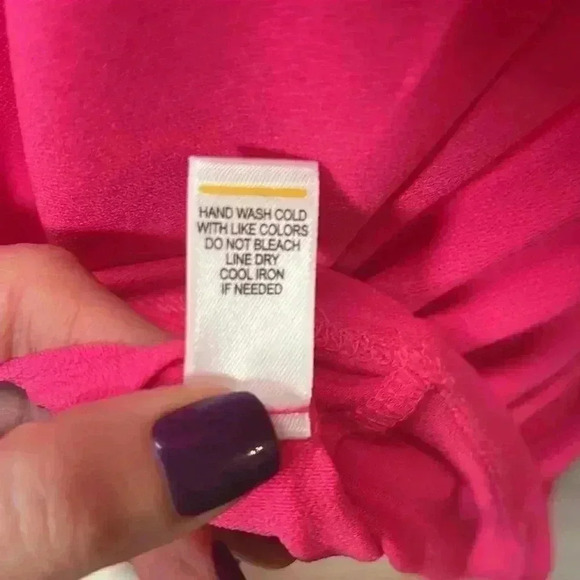 HAND WASH COLD
WITH LIKE COLORS
DO NOT BLEACH
LINE DRY
COOL IRON
IF NEEDED